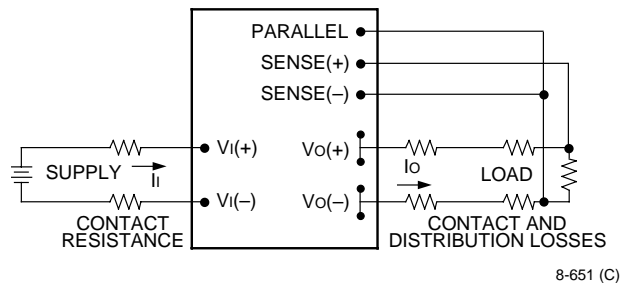 PARALLEL
SENSE(+)
SENSE(–)
VI(+)
VO(+)
SUPPLY
II
IO
LOAD
VI(–)
VO(–)
CONTACT
RESISTANCE
CONTACT AND
DISTRIBUTION LOSSES
8-651 (C)